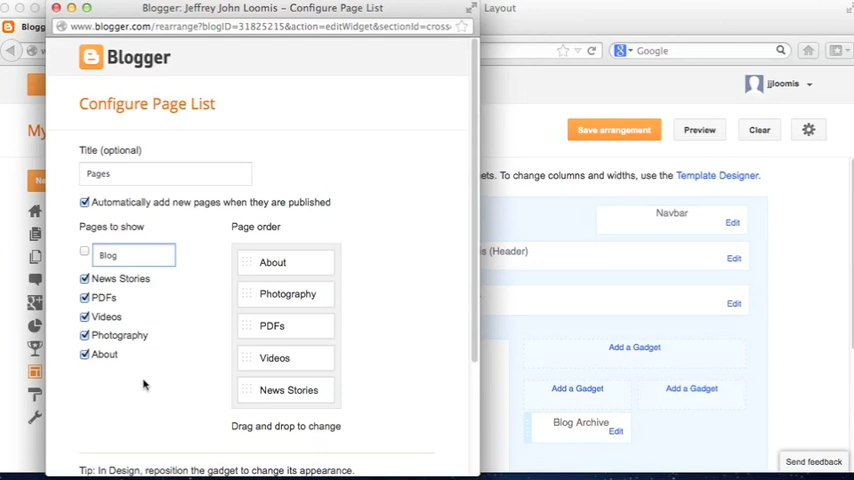 Blogger: Jeffrey John Loomis – Configure Page List
Layout
www.blogger.com/rearrange?blogID=31825215&action=editWidget&sectionId=cross
Blogg
Google
Blogger
jjloomis
Configure Page List
My
Save arrangement
Preview
Clear
Title (optional)
Pages
Ne
gets. To change columns and widths, use the Template Designer.
Automatically add new pages when they are published
Navbar
Edit
Pages to show
Page order
Blog
is (Header)
Edit
About
News Stories
Photography
PDFs
Edit
Videos
PDFs
Photography
Add a Gadget
About
Videos
Add a Gadget
Add a Gadget
News Stories
Blog Archive
Edit
Drag and drop to change
Tip: In Design, reposition the gadget to change its appearance.
Send feedback